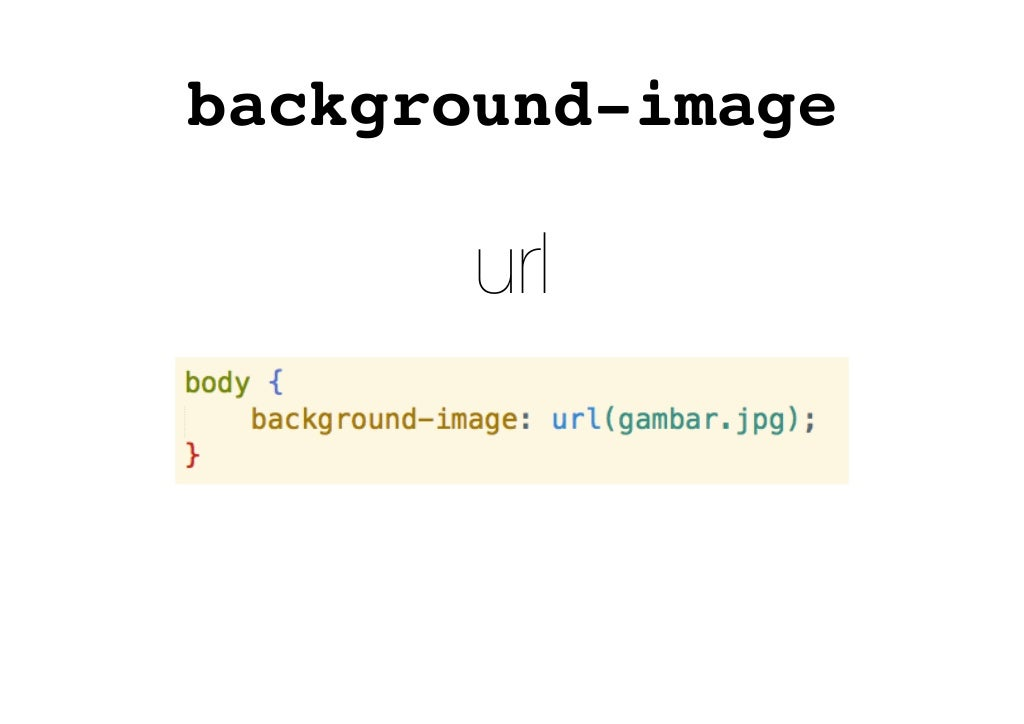 background-image
url
body {
    background-image: url(gambar.jpg);
}